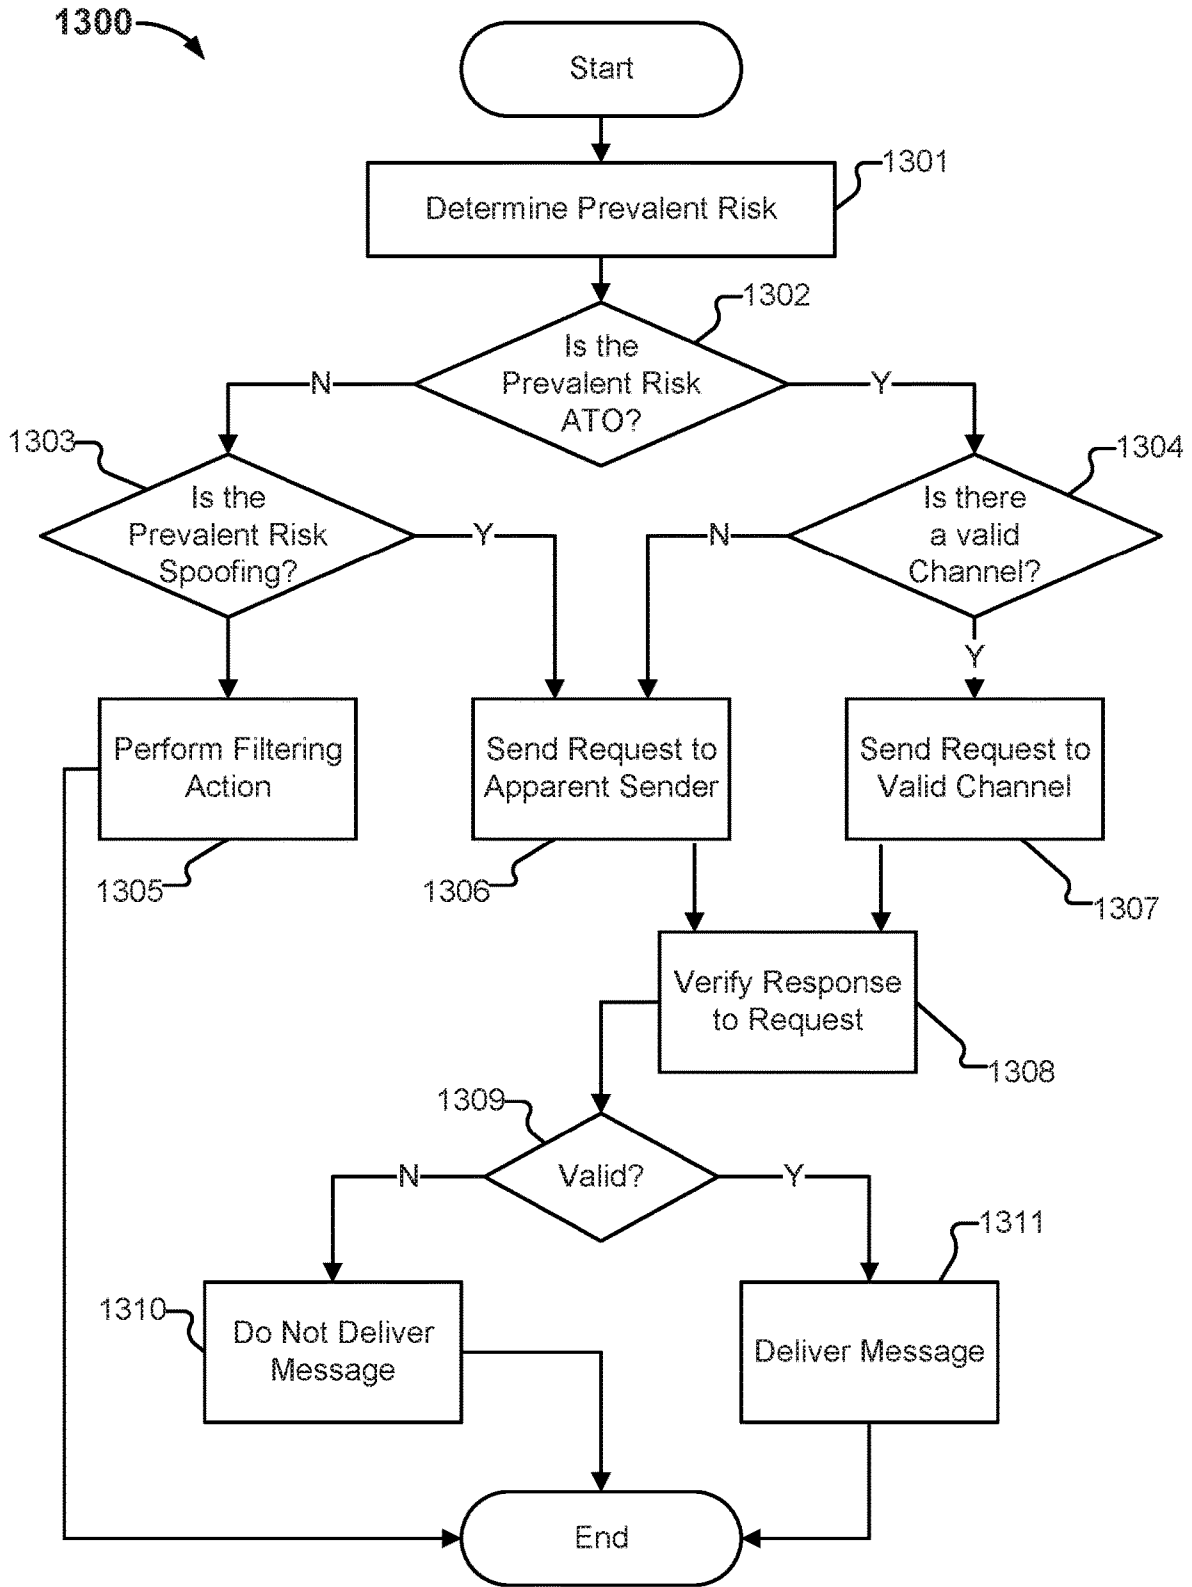 1300
Start
1301
Determine Prevalent Risk
1302
Is the
Prevalent Risk
ATO?
N
Y
1303
1304
Is the
Prevalent Risk
Spoofing?
Y
N
Is there
a valid
Channel?
Y
Perform Filtering
Action
Send Request to
Apparent Sender
Send Request to
Valid Channel
1305
1306
1307
Verify Response
to Request
1308
1309
Valid?
N
Y
1311
1310
Do Not Deliver
Message
Deliver Message
End